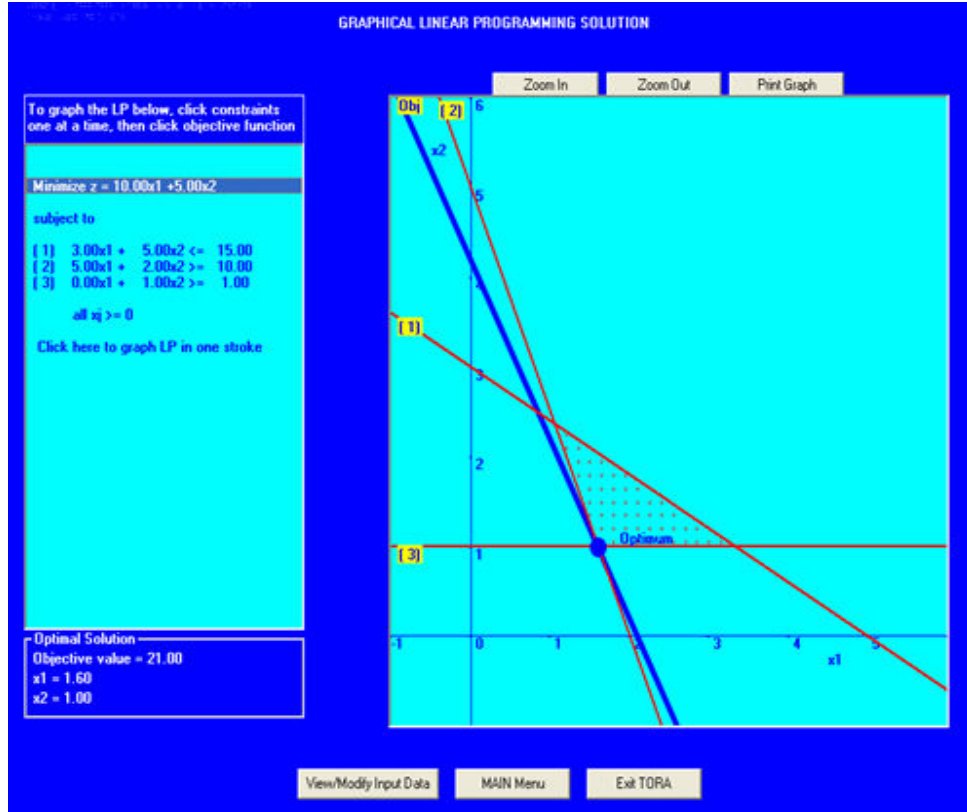 GRAPHICAL LINEAR PROGRAMMING SOLUTION
Zoom In Zoom Out Print Graph
To graph the LP below, click constraints
one at a time, then click objective function
Minimize z = 10.00x1 +5.00x2
subject to
( 1) 3.00x1 + 5.00x2 <= 15.00
( 2) 5.00x1 + 2.00x2 >= 10.00
( 3) 0.00x1 + 1.00x2 >= 1.00
all xj >= 0
Click here to graph LP in one stroke
Optimal Solution
Objective value = 21.00
x1 = 1.60
x2 = 1.00
Obj ( 2) 6
x2
5
4
( 1)
3
2
Optimum
( 3) 1
-1 0 1 2 3 4 5
x1
View/Modify Input Data MAIN Menu Exit TORA